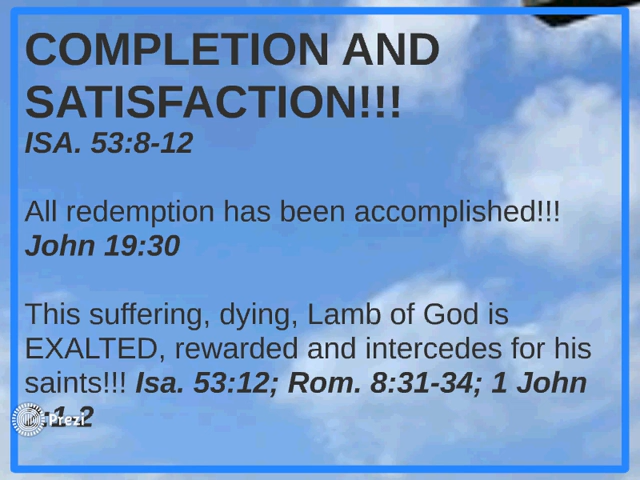 COMPLETION AND
SATISFACTION!!!
ISA. 53:8-12
All redemption has been accomplished!!!
John 19:30
This suffering, dying, Lamb of God is
EXALTED, rewarded and intercedes for his
saints!!! Isa. 53:12; Rom. 8:31-34; 1 John
1-2
Prezi